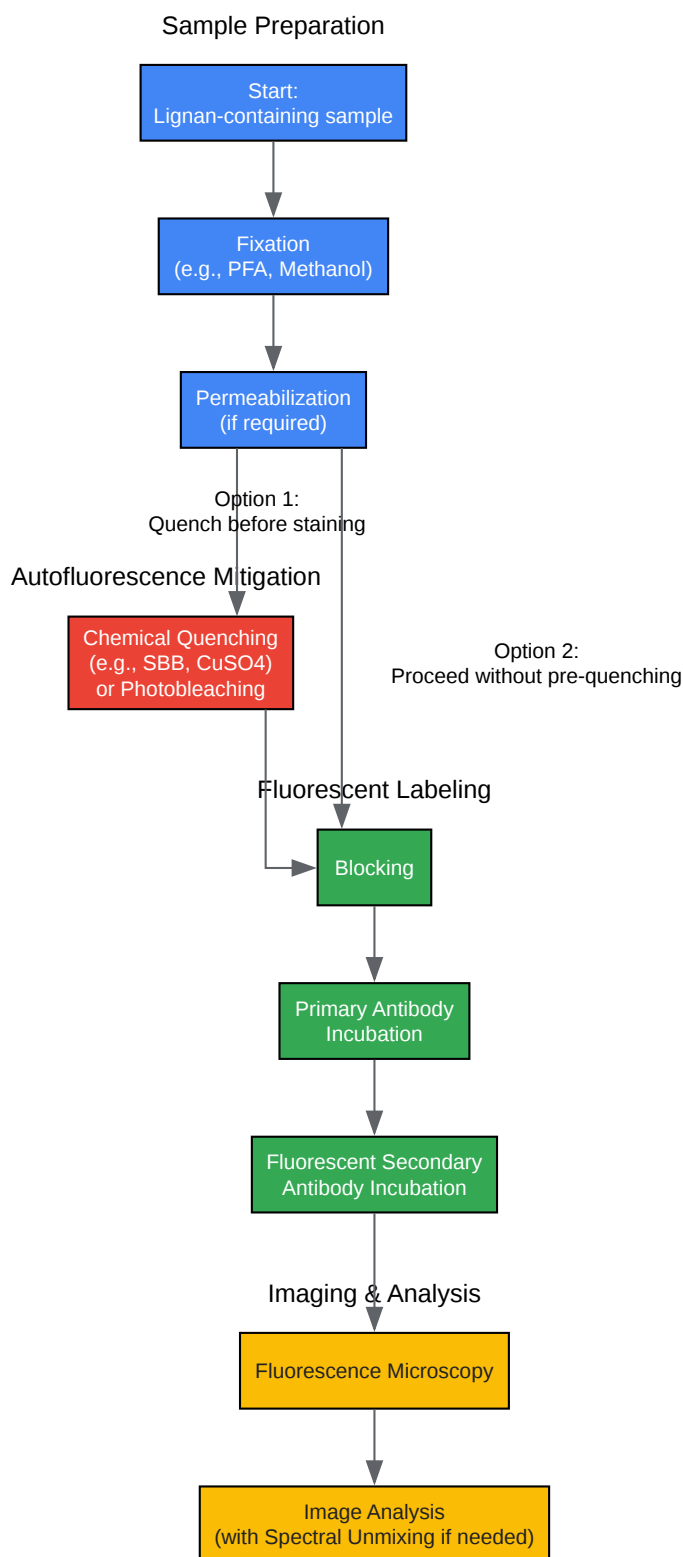 Sample Preparation
Start:
Lignan-containing sample
Fixation
(e.g., PFA, Methanol)
Permeabilization
(if required)
Option 1:
Quench before staining
Autofluorescence Mitigation
Chemical Quenching
(e.g., SBB, CuSO4)
or Photobleaching
Option 2:
Proceed without pre-quenching
Fluorescent Labeling
Blocking
Primary Antibody
Incubation
Fluorescent Secondary
Antibody Incubation
Imaging & Analysis
Fluorescence Microscopy
Image Analysis
(with Spectral Unmixing if needed)